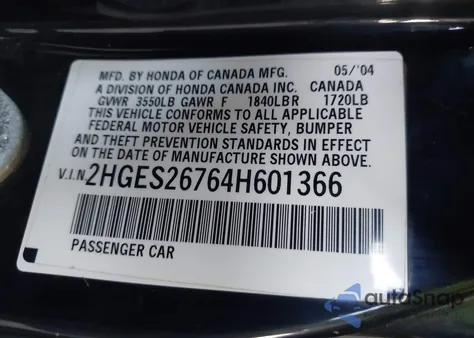 MFD. BY HONDA OF CANADA MFG. 05/'04
A DIVISION OF HONDA CANADA INC. CANADA
GVWR 3550LB GAWR F 1840LB R 1720LB
THIS VEHICLE CONFORMS TO ALL APPLICABLE
FEDERAL MOTOR VEHICLE SAFETY, BUMPER
AND THEFT PREVENTION STANDARDS IN EFFECT
ON THE DATE OF MANUFACTURE SHOWN ABOVE.
V.I.N. 2HGES26764H601366
PASSENGER CAR
autoSnap